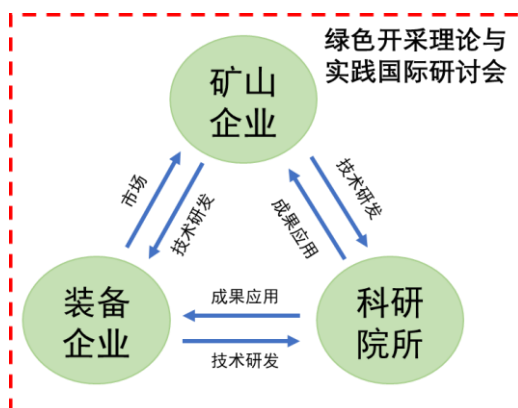 绿色开采理论与
实践国际研讨会
矿山
企业
市场
技术研发
技术研发
成果应用
装备
企业
成果应用
技术研发
科研
院所